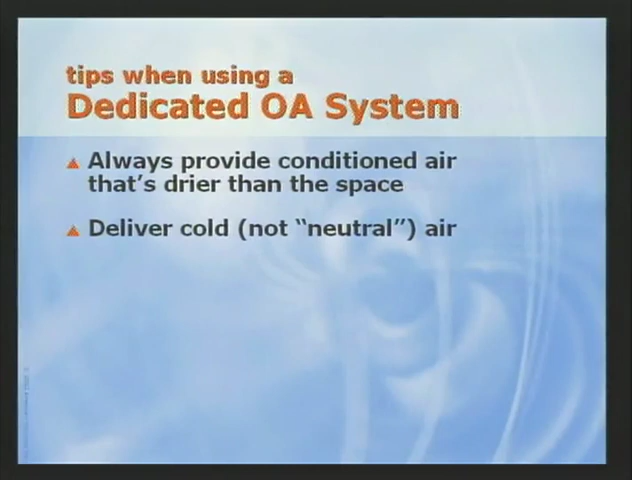 tips when using a
Dedicated OA System
Always provide conditioned air
that's drier than the space
Deliver cold (not “neutral”) air